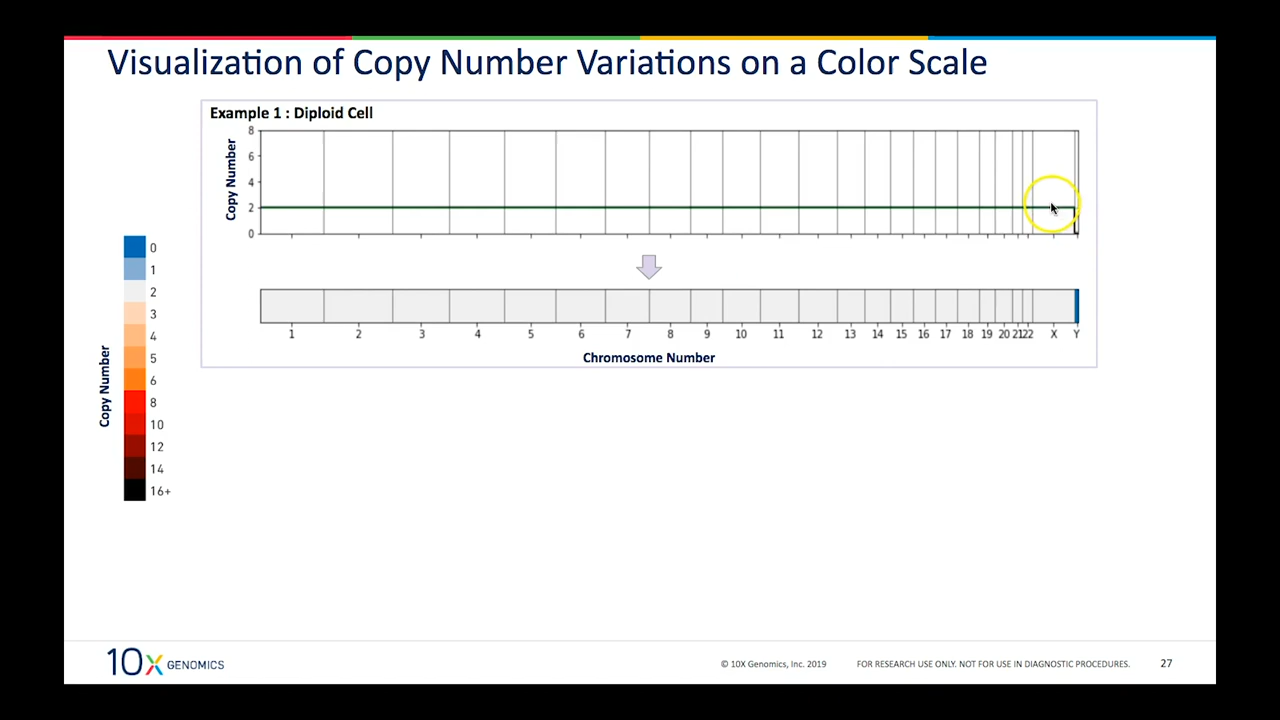 Visualization of Copy Number Variations on a Color Scale
Example 1 : Diploid Cell
Copy Number
8
6
4
2
0
1 2 3 4 5 6 7 8 9 10 11 12 13 14 15 16 17 18 19 20 21 22 X Y
Chromosome Number
Copy Number
0
1
2
3
4
5
6
8
10
12
14
16+
10X GENOMICS
© 10X Genomics, Inc. 2019 FOR RESEARCH USE ONLY. NOT FOR USE IN DIAGNOSTIC PROCEDURES. 27